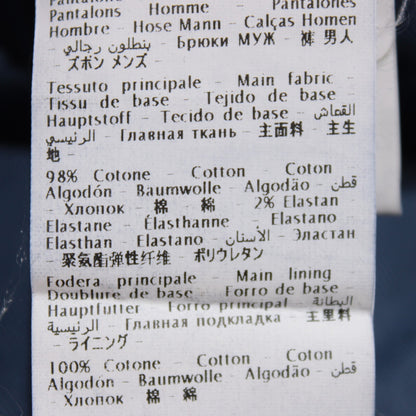 Pantalons Homme – Pantalones
Hombre – Hose Mann – Calças Homen
– بنطلون رجالي – Брюки МУЖ – 裤 男人
– ズボン メンズ –
Tessuto principale – Main fabric –
Tissu de base – Tejido de base –
Hauptstoff – Tecido de base – القماش
الرئيسي – Главная ткань – 主面料 – 主生
地 –
98% Cotone – Cotton – Coton –
Algodón – Baumwolle – Algodão – قطن
– Хлопок – 棉 – 綿 2% Elastan
Elastane – Élasthanne – Elastano –
Elasthan Elastano – الأستان – Эластан
– 聚氨酯弹性纤维 – ポリウレタン
Fodera principale – Main lining –
Doublure de base – Forro de base –
Hauptfutter – Forro principal – البطانة
الرئيسية – Главная подкладка – 主里料
– ライニング –
100% Cotone – Cotton – Coton –
Algodón – Baumwolle – Algodão – قطن
– Хлопок – 棉 – 綿